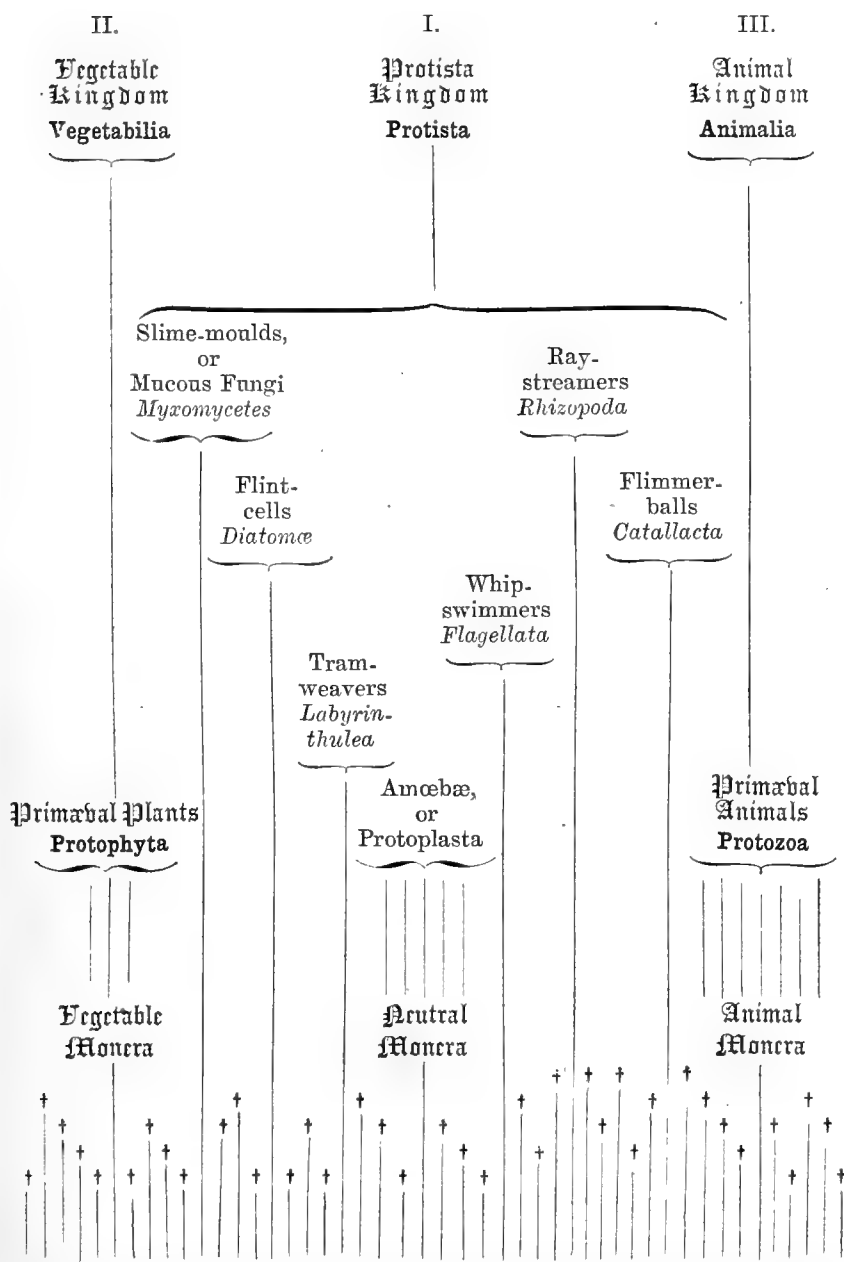 II.
Vegetable
Kingdom
Vegetabilia
I.
Protista
Kingdom
Protista
III.
Animal
Kingdom
Animalia
Slime-moulds,
or
Mucous Fungi
Myxomycetes
Ray-
streamers
Rhizopoda
Flint-
cells
Diatomœ
Flimmer-
balls
Catallacta
Whip-
swimmers
Flagellata
Tram-
weavers
Labyrin-
thulea
Primæval Plants
Protophyta
Amœbæ,
or
Protoplasta
Primæval
Animals
Protozoa
Vegetable
Monera
Neutral
Monera
Animal
Monera